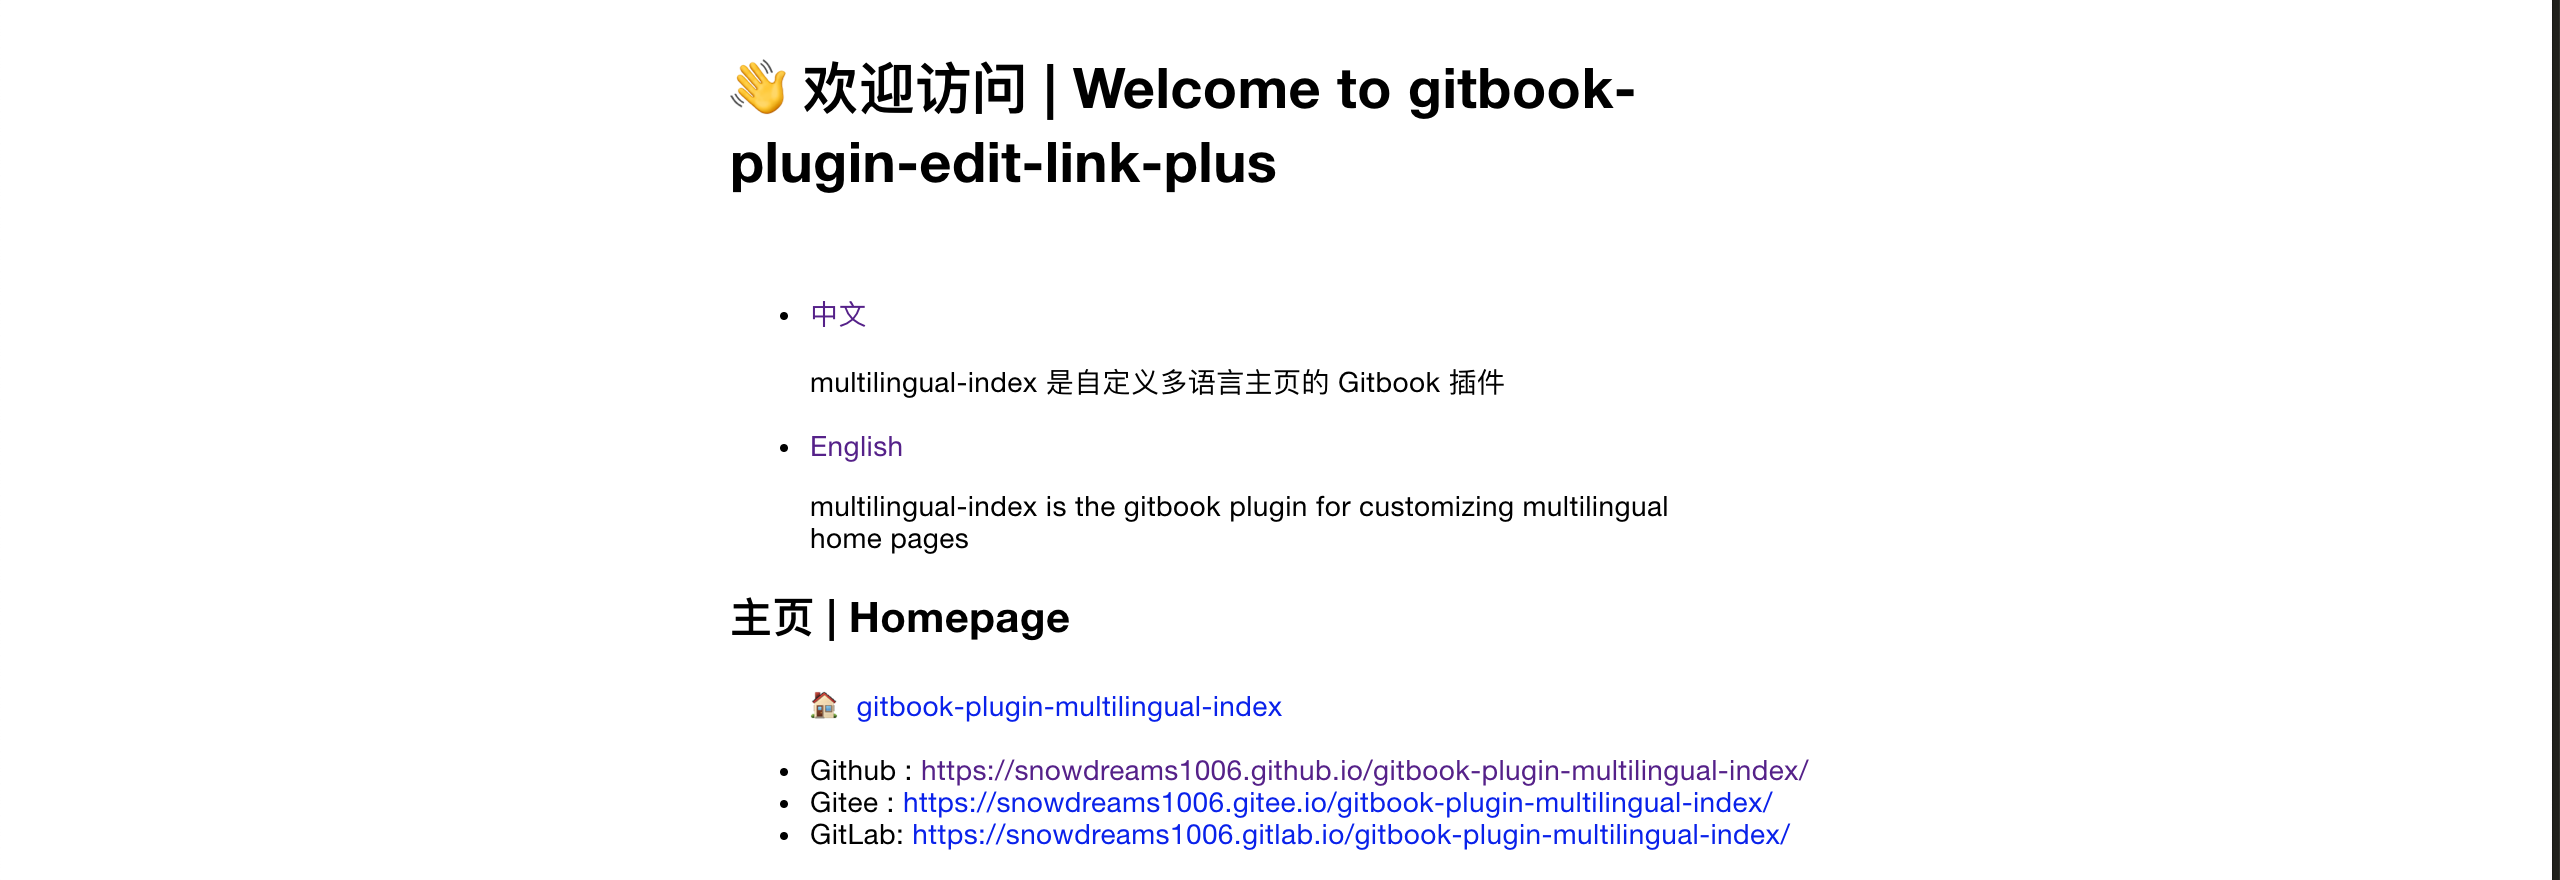 👋 欢迎访问 | Welcome to gitbook-
plugin-edit-link-plus
• 中文
multilingual-index 是自定义多语言主页的 Gitbook 插件
• English
multilingual-index is the gitbook plugin for customizing multilingual
home pages
主页 | Homepage
🏠 gitbook-plugin-multilingual-index
• Github : https://snowdreams1006.github.io/gitbook-plugin-multilingual-index/
• Gitee : https://snowdreams1006.gitee.io/gitbook-plugin-multilingual-index/
• GitLab: https://snowdreams1006.gitlab.io/gitbook-plugin-multilingual-index/